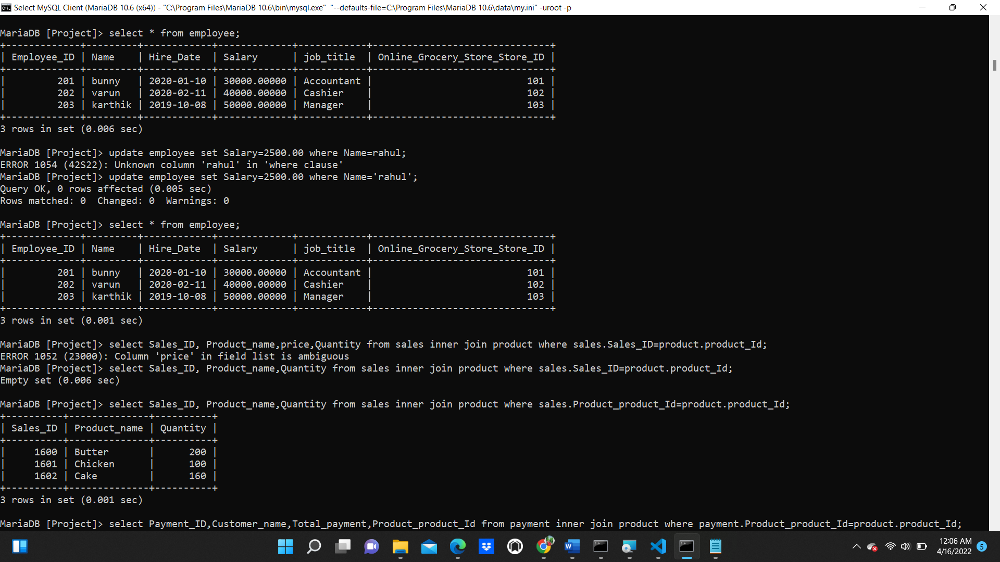 Select MySQL Client (MariaDB 10.6 (x64)) - "C:\Program Files\MariaDB 10.6\bin\mysql.exe"  "--defaults-file=C:\Program Files\MariaDB 10.6\data\my.ini" -uroot -p
MariaDB [Project]> select * from employee;
+-------------+---------+------------+-------------+------------+-------------------------------+
| Employee_ID | Name    | Hire_Date  | Salary      | job_title  | Online_Grocery_Store_Store_ID |
+-------------+---------+------------+-------------+------------+-------------------------------+
|         201 | bunny   | 2020-01-10 | 30000.00000 | Accountant |                           101 |
|         202 | varun   | 2020-02-11 | 40000.00000 | Cashier    |                           102 |
|         203 | karthik | 2019-10-08 | 50000.00000 | Manager    |                           103 |
+-------------+---------+------------+-------------+------------+-------------------------------+
3 rows in set (0.006 sec)
MariaDB [Project]> update employee set Salary=2500.00 where Name=rahul;
ERROR 1054 (42S22): Unknown column 'rahul' in 'where clause'
MariaDB [Project]> update employee set Salary=2500.00 where Name='rahul';
Query OK, 0 rows affected (0.005 sec)
Rows matched: 0  Changed: 0  Warnings: 0
MariaDB [Project]> select * from employee;
+-------------+---------+------------+-------------+------------+-------------------------------+
| Employee_ID | Name    | Hire_Date  | Salary      | job_title  | Online_Grocery_Store_Store_ID |
+-------------+---------+------------+-------------+------------+-------------------------------+
|         201 | bunny   | 2020-01-10 | 30000.00000 | Accountant |                           101 |
|         202 | varun   | 2020-02-11 | 40000.00000 | Cashier    |                           102 |
|         203 | karthik | 2019-10-08 | 50000.00000 | Manager    |                           103 |
+-------------+---------+------------+-------------+------------+-------------------------------+
3 rows in set (0.001 sec)
MariaDB [Project]> select Sales_ID, Product_name,price,Quantity from sales inner join product where sales.Sales_ID=product.product_Id;
ERROR 1052 (23000): Column 'price' in field list is ambiguous
MariaDB [Project]> select Sales_ID, Product_name,Quantity from sales inner join product where sales.Sales_ID=product.product_Id;
Empty set (0.006 sec)
MariaDB [Project]> select Sales_ID, Product_name,Quantity from sales inner join product where sales.Product_product_Id=product.product_Id;
+----------+--------------+----------+
| Sales_ID | Product_name | Quantity |
+----------+--------------+----------+
|     1600 | Butter       |      200 |
|     1601 | Chicken      |      100 |
|     1602 | Cake         |      160 |
+----------+--------------+----------+
3 rows in set (0.001 sec)
MariaDB [Project]> select Payment_ID,Customer_name,Total_payment,Product_product_Id from payment inner join product where payment.Product_product_Id=product.product_Id;
12:06 AM
4/16/2022
5